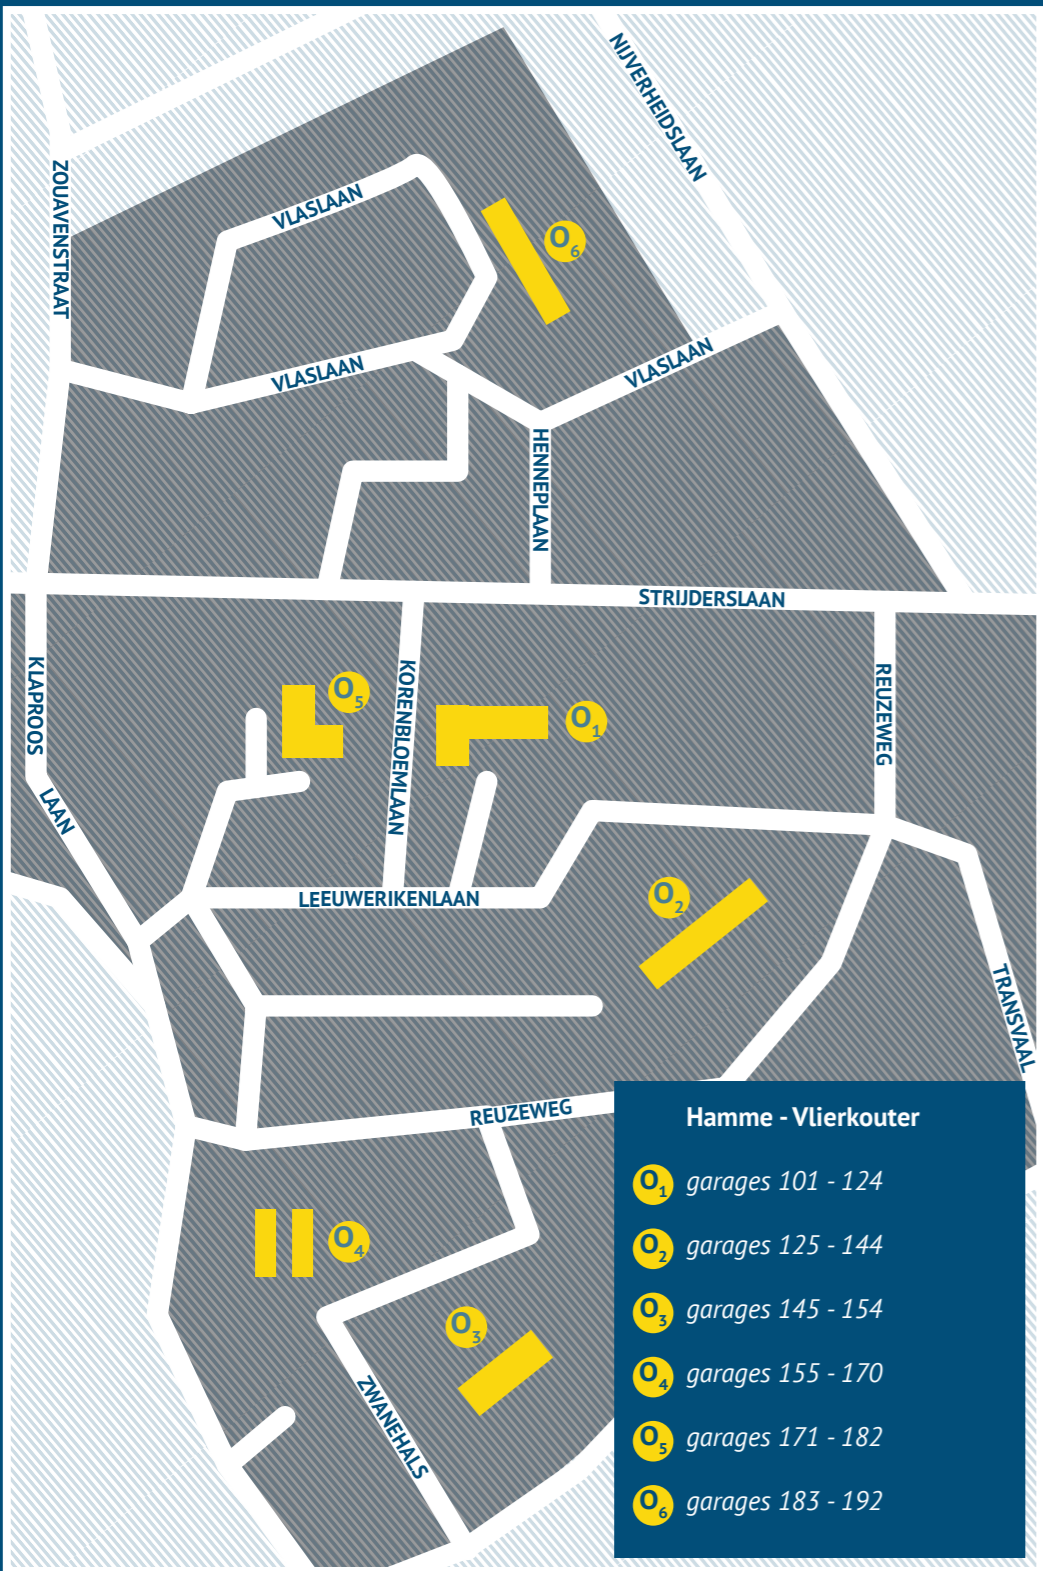 NIJVERHEIDSLAAN
ZOUAVENSTRAAT
VLASLAAN
O6
VLASLAAN
VLASLAAN
HENNEPLAAN
STRIJDERSLAAN
KLAPROOS
LAAN
O5
KORENBLOEMLAAN
O1
REUZEWEG
LEEUWERIKENLAAN
O2
TRANSVAAL
REUZEWEG
O4
O3
ZWANEHALS
Hamme - Vlierkouter
O1 garages 101 - 124
O2 garages 125 - 144
O3 garages 145 - 154
O4 garages 155 - 170
O5 garages 171 - 182
O6 garages 183 - 192